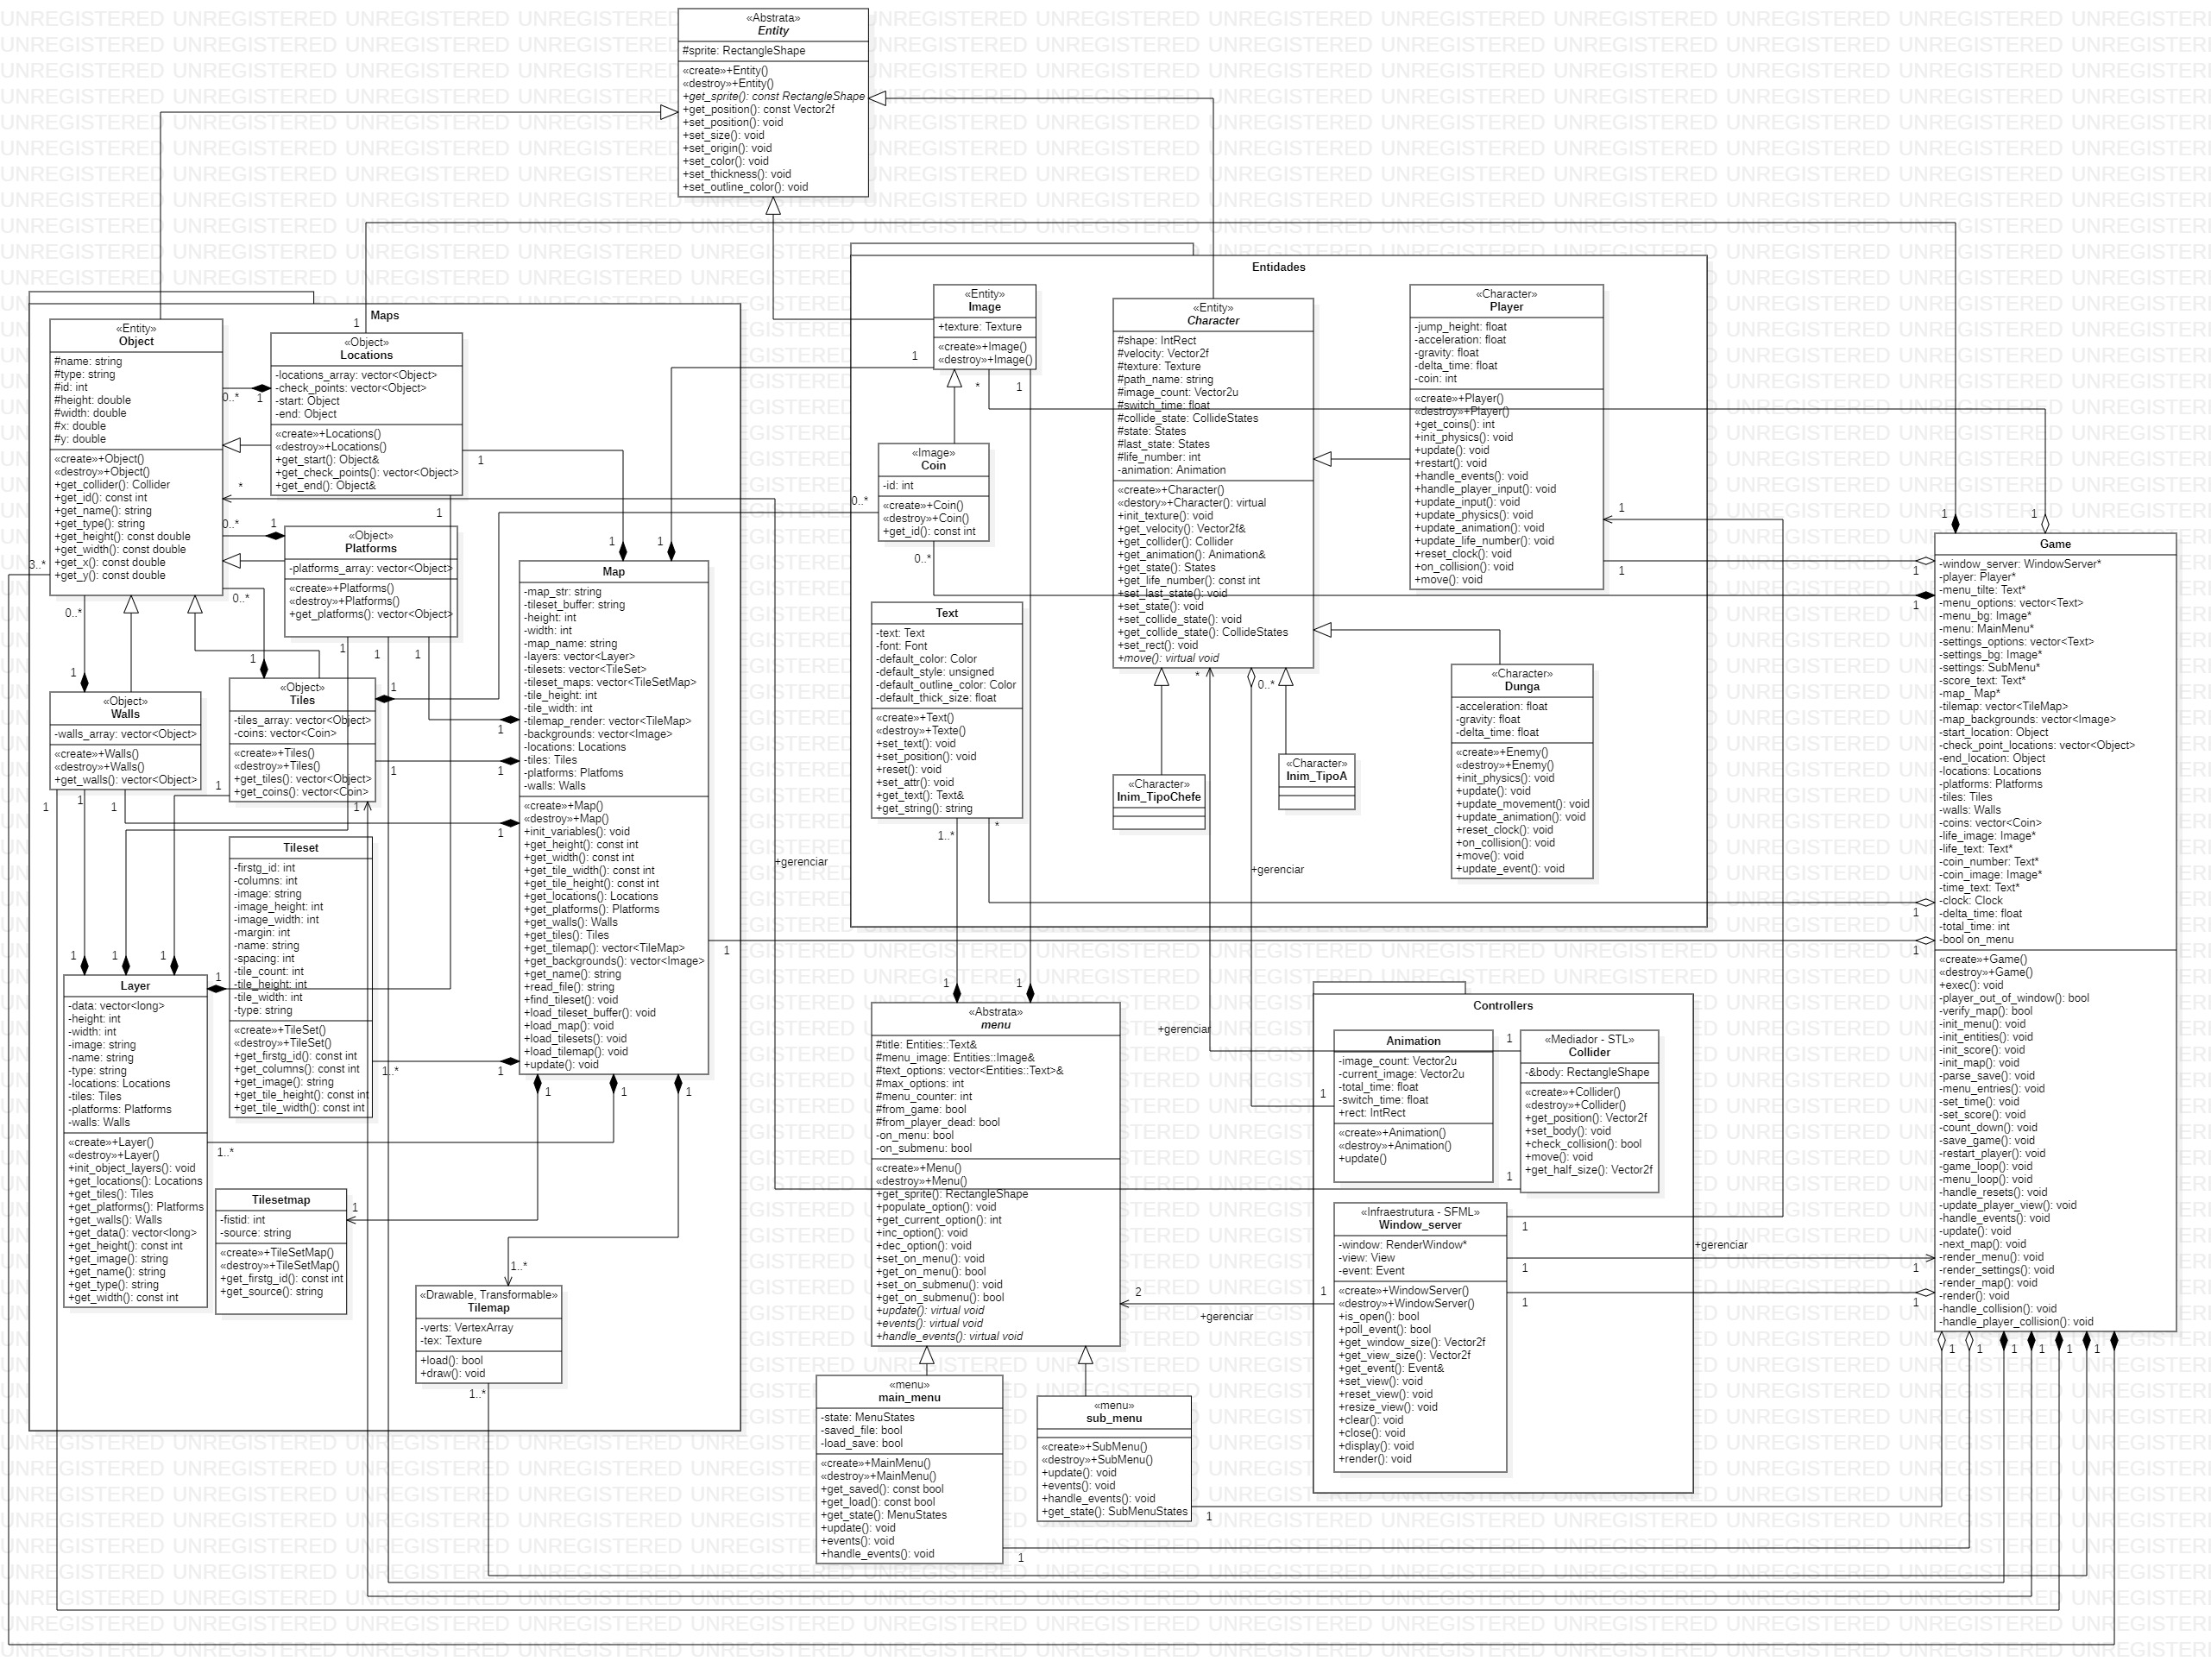 «Abstrata»
Entity
#sprite: RectangleShape
«create»+Entity()
«destroy»+Entity()
+get_sprite(): const RectangleShape
+get_position(): const Vector2f
+set_position(): void
+set_size(): void
+set_origin(): void
+set_color(): void
+set_thickness(): void
+set_outline_color(): void
Maps
«Entity»
Object
#name: string
#type: string
#id: int
#height: double
#width: double
#x: double
#y: double
«create»+Object()
«destroy»+Object()
+get_collider(): Collider
+get_id(): const int
+get_name(): string
+get_type(): string
+get_height(): const double
+get_width(): const double
+get_x(): const double
+get_y(): const double
«Object»
Locations
-locations_array: vector<Object>
-check_points: vector<Object>
-start: Object
-end: Object
«create»+Locations()
«destroy»+Locations()
+get_start(): Object&
+get_check_points(): vector<Object>
+get_end(): Object&
«Object»
Platforms
-platforms_array: vector<Object>
«create»+Platforms()
«destroy»+Platforms()
+get_platforms(): vector<Object>
«Object»
Walls
-walls_array: vector<Object>
«create»+Walls()
«destroy»+Walls()
+get_walls(): vector<Object>
«Object»
Tiles
-tiles_array: vector<Object>
-coins: vector<Coin>
«create»+Tiles()
«destroy»+Tiles()
+get_tiles(): vector<Object>
+get_coins(): vector<Coin>
Tileset
-firstg_id: int
-columns: int
-image: string
-image_height: int
-image_width: int
-margin: int
-name: string
-spacing: int
-tile_count: int
-tile_height: int
-tile_width: int
-type: string
«create»+TileSet()
«destroy»+TileSet()
+get_firstg_id(): const int
+get_columns(): const int
+get_image(): string
+get_tile_height(): const int
+get_tile_width(): const int
Layer
-data: vector<long>
-height: int
-width: int
-image: string
-name: string
-type: string
-locations: Locations
-tiles: Tiles
-platforms: Platforms
-walls: Walls
«create»+Layer()
«destroy»+Layer()
+init_object_layers(): void
+get_locations(): Locations
+get_tiles(): Tiles
+get_platforms(): Platforms
+get_walls(): Walls
+get_data(): vector<long>
+get_height(): const int
+get_image(): string
+get_name(): string
+get_type(): string
+get_width(): const int
Tilesetmap
-fistid: int
-source: string
«create»+TileSetMap()
«destroy»+TileSetMap()
+get_firstg_id(): const int
+get_source(): string
«Drawable, Transformable»
Tilemap
-verts: VertexArray
-tex: Texture
+load(): bool
+draw(): void
Map
-map_str: string
-tileset_buffer: string
-height: int
-width: int
-map_name: string
-layers: vector<Layer>
-tilesets: vector<TileSet>
-tileset_maps: vector<TileSetMap>
-tile_height: int
-tile_width: int
-tilemap_render: vector<TileMap>
-backgrounds: vector<Image>
-locations: Locations
-tiles: Tiles
-platforms: Platfoms
-walls: Walls
«create»+Map()
«destroy»+Map()
+init_variables(): void
+get_height(): const int
+get_width(): const int
+get_tile_width(): const int
+get_tile_height(): const int
+get_locations(): Locations
+get_platforms(): Platforms
+get_walls(): Walls
+get_tiles(): Tiles
+get_tilemap(): vector<TileMap>
+get_backgrounds(): vector<Image>
+get_name(): string
+read_file(): string
+find_tileset(): void
+load_tileset_buffer(): void
+load_map(): void
+load_tilesets(): void
+load_tilemap(): void
+update(): void
Entidades
«Entity»
Image
+texture: Texture
«create»+Image()
«destroy»+Image()
«Image»
Coin
-id: int
«create»+Coin()
«destroy»+Coin()
+get_id(): const int
Text
-text: Text
-font: Font
-default_color: Color
-default_style: unsigned
-default_outline_color: Color
-default_thick_size: float
«create»+Text()
«destroy»+Texte()
+set_text(): void
+set_position(): void
+reset(): void
+set_attr(): void
+get_text(): Text&
+get_string(): string
«Entity»
Character
#shape: IntRect
#velocity: Vector2f
#texture: Texture
#path_name: string
#image_count: Vector2u
#switch_time: float
#collide_state: CollideStates
#state: States
#last_state: States
#life_number: int
-animation: Animation
«create»+Character()
«destory»+Character(): virtual
+init_texture(): void
+get_velocity(): Vector2f&
+get_collider(): Collider
+get_animation(): Animation&
+get_state(): States
+get_life_number(): const int
+set_last_state(): void
+set_state(): void
+set_collide_state(): void
+get_collide_state(): CollideStates
+set_rect(): void
+move(): virtual void
«Character»
Player
-jump_height: float
-acceleration: float
-gravity: float
-delta_time: float
-coin: int
«create»+Player()
«destroy»+Player()
+get_coins(): int
+init_physics(): void
+update(): void
+restart(): void
+handle_events(): void
+handle_player_input(): void
+update_input(): void
+update_physics(): void
+update_animation(): void
+update_life_number(): void
+reset_clock(): void
+on_collision(): void
+move(): void
«Character»
Dunga
-acceleration: float
-gravity: float
-delta_time: float
«create»+Enemy()
«destroy»+Enemy()
+init_physics(): void
+update(): void
+update_movement(): void
+update_animation(): void
+reset_clock(): void
+on_collision(): void
+move(): void
+update_event(): void
«Character»
Inim_TipoA
«Character»
Inim_TipoChefe
+gerenciar
+gerenciar
+gerenciar
+gerenciar
+gerenciar
«Abstrata»
menu
#title: Entities::Text&
#menu_image: Entities::Image&
#text_options: vector<Entities::Text>&
#max_options: int
#menu_counter: int
#from_game: bool
#from_player_dead: bool
-on_menu: bool
-on_submenu: bool
«create»+Menu()
«destroy»+Menu()
+get_sprite(): RectangleShape
+populate_option(): void
+get_current_option(): int
+inc_option(): void
+dec_option(): void
+set_on_menu(): void
+get_on_menu(): bool
+set_on_submenu(): void
+get_on_submenu(): bool
+update(): virtual void
+events(): virtual void
+handle_events(): virtual void
«menu»
main_menu
-state: MenuStates
-saved_file: bool
-load_save: bool
«create»+MainMenu()
«destroy»+MainMenu()
+get_saved(): const bool
+get_load(): const bool
+get_state(): MenuStates
+update(): void
+events(): void
+handle_events(): void
«menu»
sub_menu
«create»+SubMenu()
«destroy»+SubMenu()
+update(): void
+events(): void
+handle_events(): void
+get_state(): SubMenuStates
Controllers
Animation
-image_count: Vector2u
-current_image: Vector2u
-total_time: float
-switch_time: float
+rect: IntRect
«create»+Animation()
«destroy»+Animation()
+update()
«Mediador - STL»
Collider
-&body: RectangleShape
«create»+Collider()
«destroy»+Collider()
+get_position(): Vector2f
+set_body(): void
+check_collision(): bool
+move(): void
+get_half_size(): Vector2f
«Infraestrutura - SFML»
Window_server
-window: RenderWindow*
-view: View
-event: Event
«create»+WindowServer()
«destroy»+WindowServer()
+is_open(): bool
+poll_event(): bool
+get_window_size(): Vector2f
+get_view_size(): Vector2f
+get_event(): Event&
+set_view(): void
+reset_view(): void
+resize_view(): void
+clear(): void
+close(): void
+display(): void
+render(): void
Game
-window_server: WindowServer*
-player: Player*
-menu_tilte: Text*
-menu_options: vector<Text>
-menu_bg: Image*
-menu: MainMenu*
-settings_options: vector<Text>
-settings_bg: Image*
-settings: SubMenu*
-score_text: Text*
-map_ Map*
-tilemap: vector<TileMap>
-map_backgrounds: vector<Image>
-start_location: Object
-check_point_locations: vector<Object>
-end_location: Object
-locations: Locations
-platforms: Platforms
-tiles: Tiles
-walls: Walls
-coins: vector<Coin>
-life_image: Image*
-life_text: Text*
-coin_number: Text*
-coin_image: Image*
-time_text: Text*
-clock: Clock
-delta_time: float
-total_time: int
-bool on_menu
«create»+Game()
«destroy»+Game()
+exec(): void
-player_out_of_window(): bool
-verify_map(): bool
-init_menu(): void
-init_entities(): void
-init_score(): void
-init_map(): void
-parse_save(): void
-menu_entries(): void
-set_time(): void
-set_score(): void
-count_down(): void
-save_game(): void
-restart_player(): void
-game_loop(): void
-menu_loop(): void
-handle_resets(): void
-update_player_view(): void
-handle_events(): void
-update(): void
-next_map(): void
-render_menu(): void
-render_settings(): void
-render_map(): void
-render(): void
-handle_collision(): void
-handle_player_collision(): void